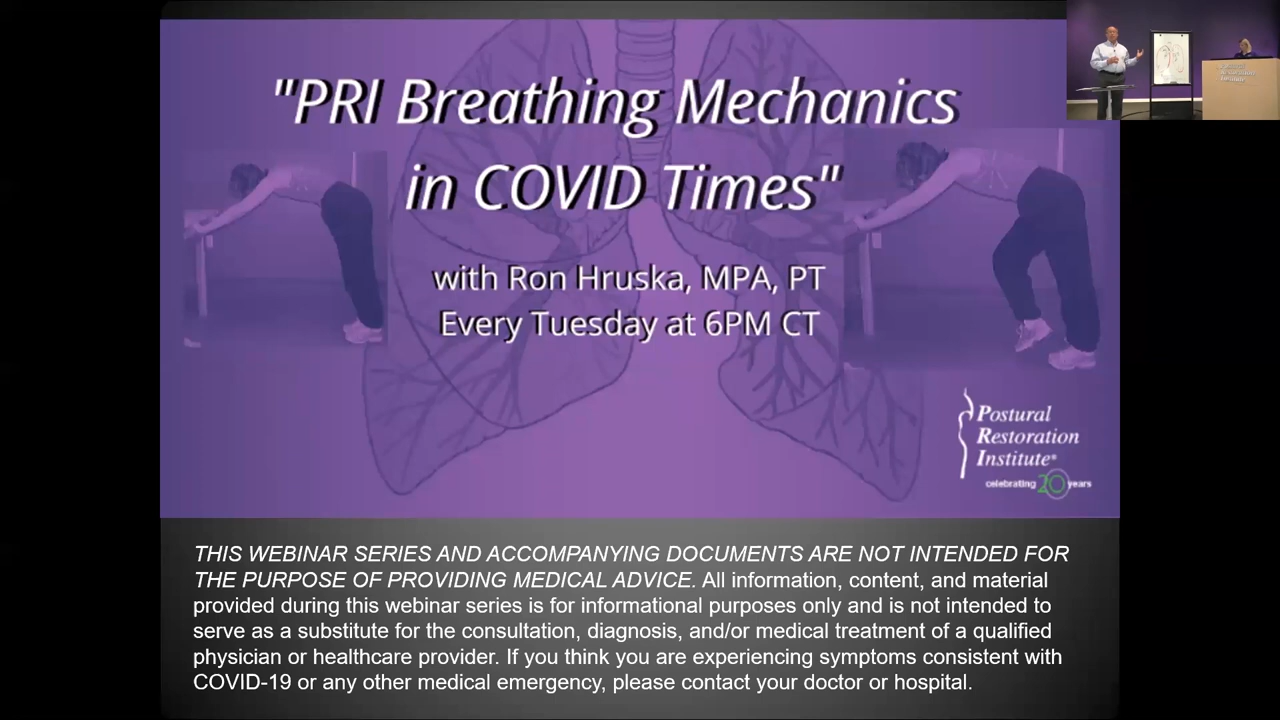 "PRI Breathing Mechanics
in COVID Times"
with Ron Hruska, MPA, PT
Every Tuesday at 6PM CT
Postural
Restoration
Institute®
celebrating 20 years
THIS WEBINAR SERIES AND ACCOMPANYING DOCUMENTS ARE NOT INTENDED FOR
THE PURPOSE OF PROVIDING MEDICAL ADVICE. All information, content, and material
provided during this webinar series is for informational purposes only and is not intended to
serve as a substitute for the consultation, diagnosis, and/or medical treatment of a qualified
physician or healthcare provider. If you think you are experiencing symptoms consistent with
COVID-19 or any other medical emergency, please contact your doctor or hospital.
Postural
Restoration
Institute